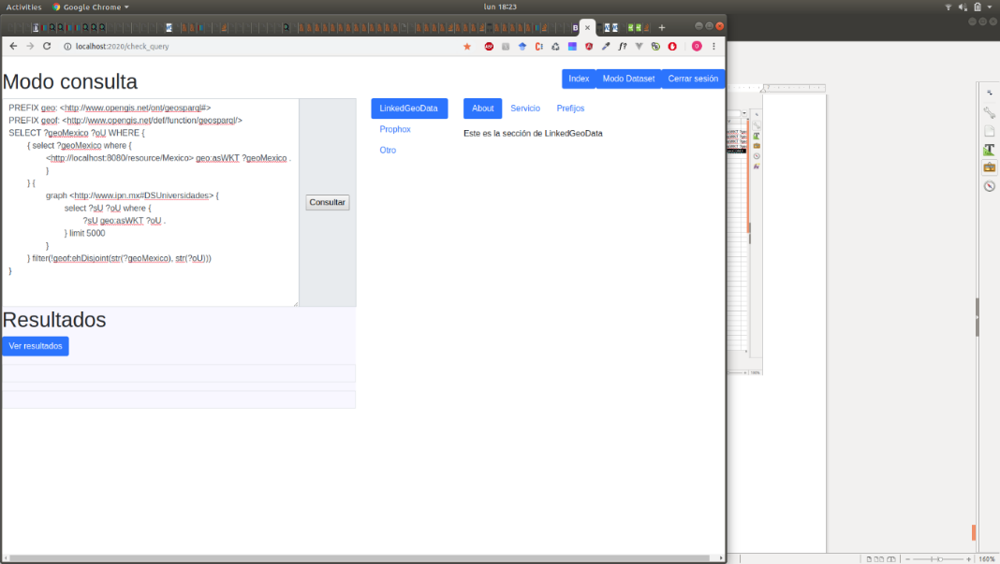 Activities Google Chrome lun 18:23
localhost:2020/check_query
Modo consulta
Index Modo Dataset Cerrar sesión
PREFIX geo: <http://www.opengis.net/ont/geosparql#>
PREFIX geof: <http://www.opengis.net/def/function/geosparql/>
SELECT ?geoMexico ?oU WHERE {
{ select ?geoMexico where {
<http://localhost:8080/resource/Mexico> geo:asWKT ?geoMexico .
}
} {
graph <http://www.ipn.mx#DSUniversidades> {
select ?sU ?oU where {
?sU geo:asWKT ?oU .
} limit 5000
}
} filter(!geof:ehDisjoint(str(?geoMexico), str(?oU)))
}
Consultar
LinkedGeoData
Prophox
Otro
About Servicio Prefijos
Este es la sección de LinkedGeoData
Resultados
Ver resultados
160%